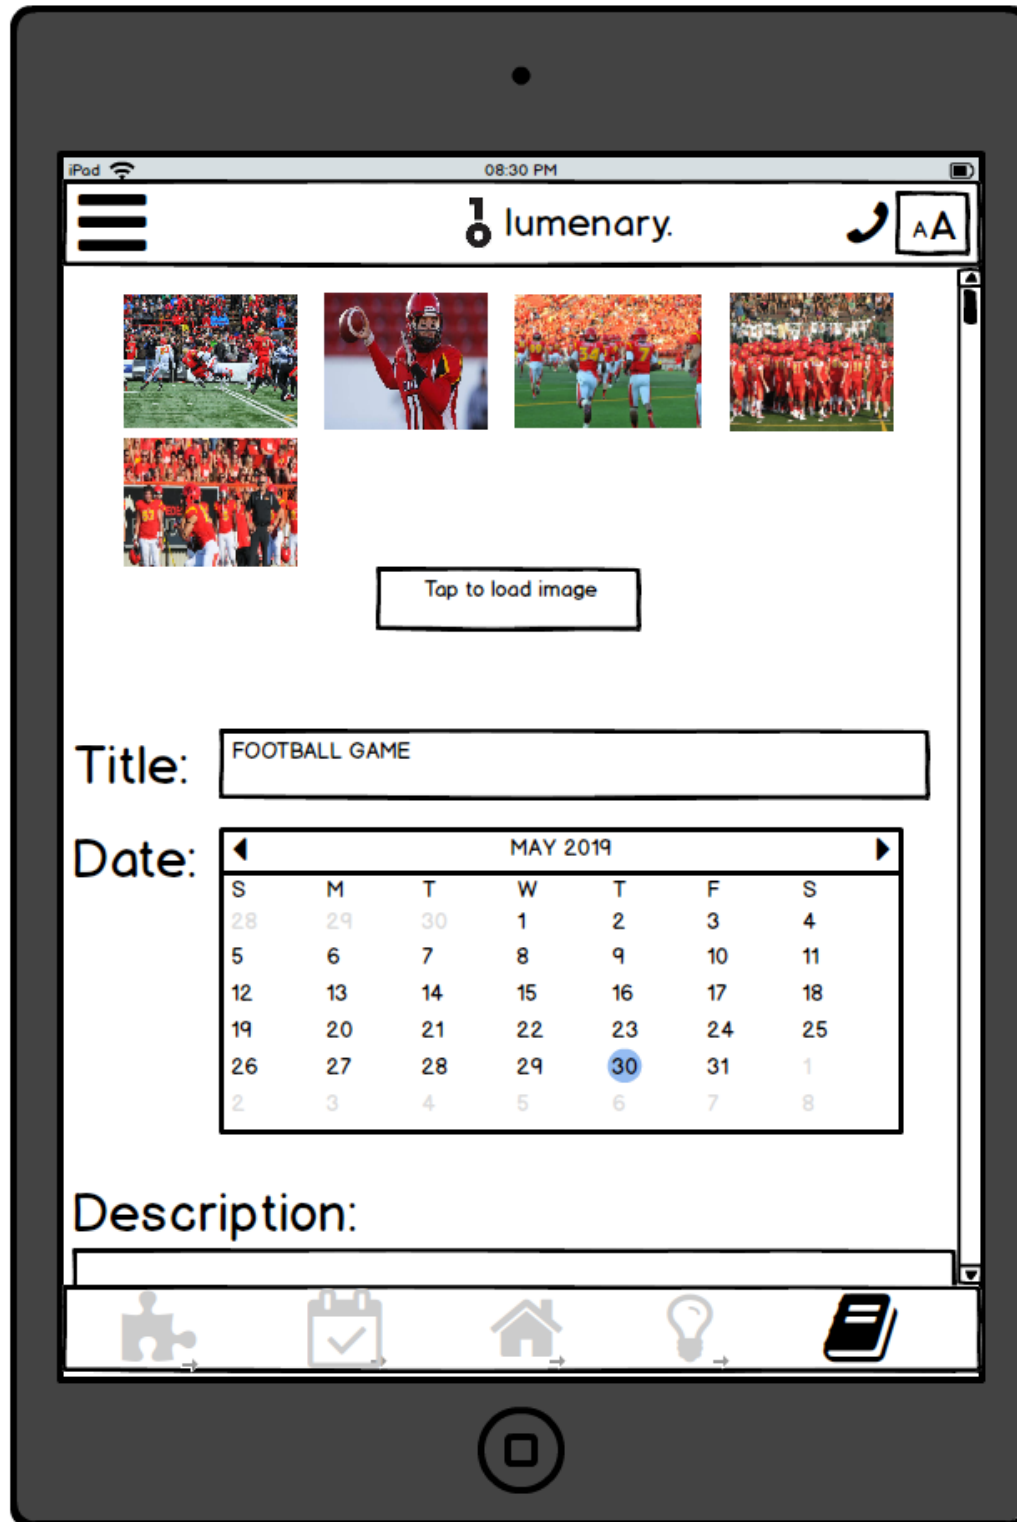 iPad 08:30 PM
lumenary.
AA
Tap to load image
Title: FOOTBALL GAME
Date: MAY 2019
S M T W T F S
28 29 30 1 2 3 4
5 6 7 8 9 10 11
12 13 14 15 16 17 18
19 20 21 22 23 24 25
26 27 28 29 30 31 1
2 3 4 5 6 7 8
Description: